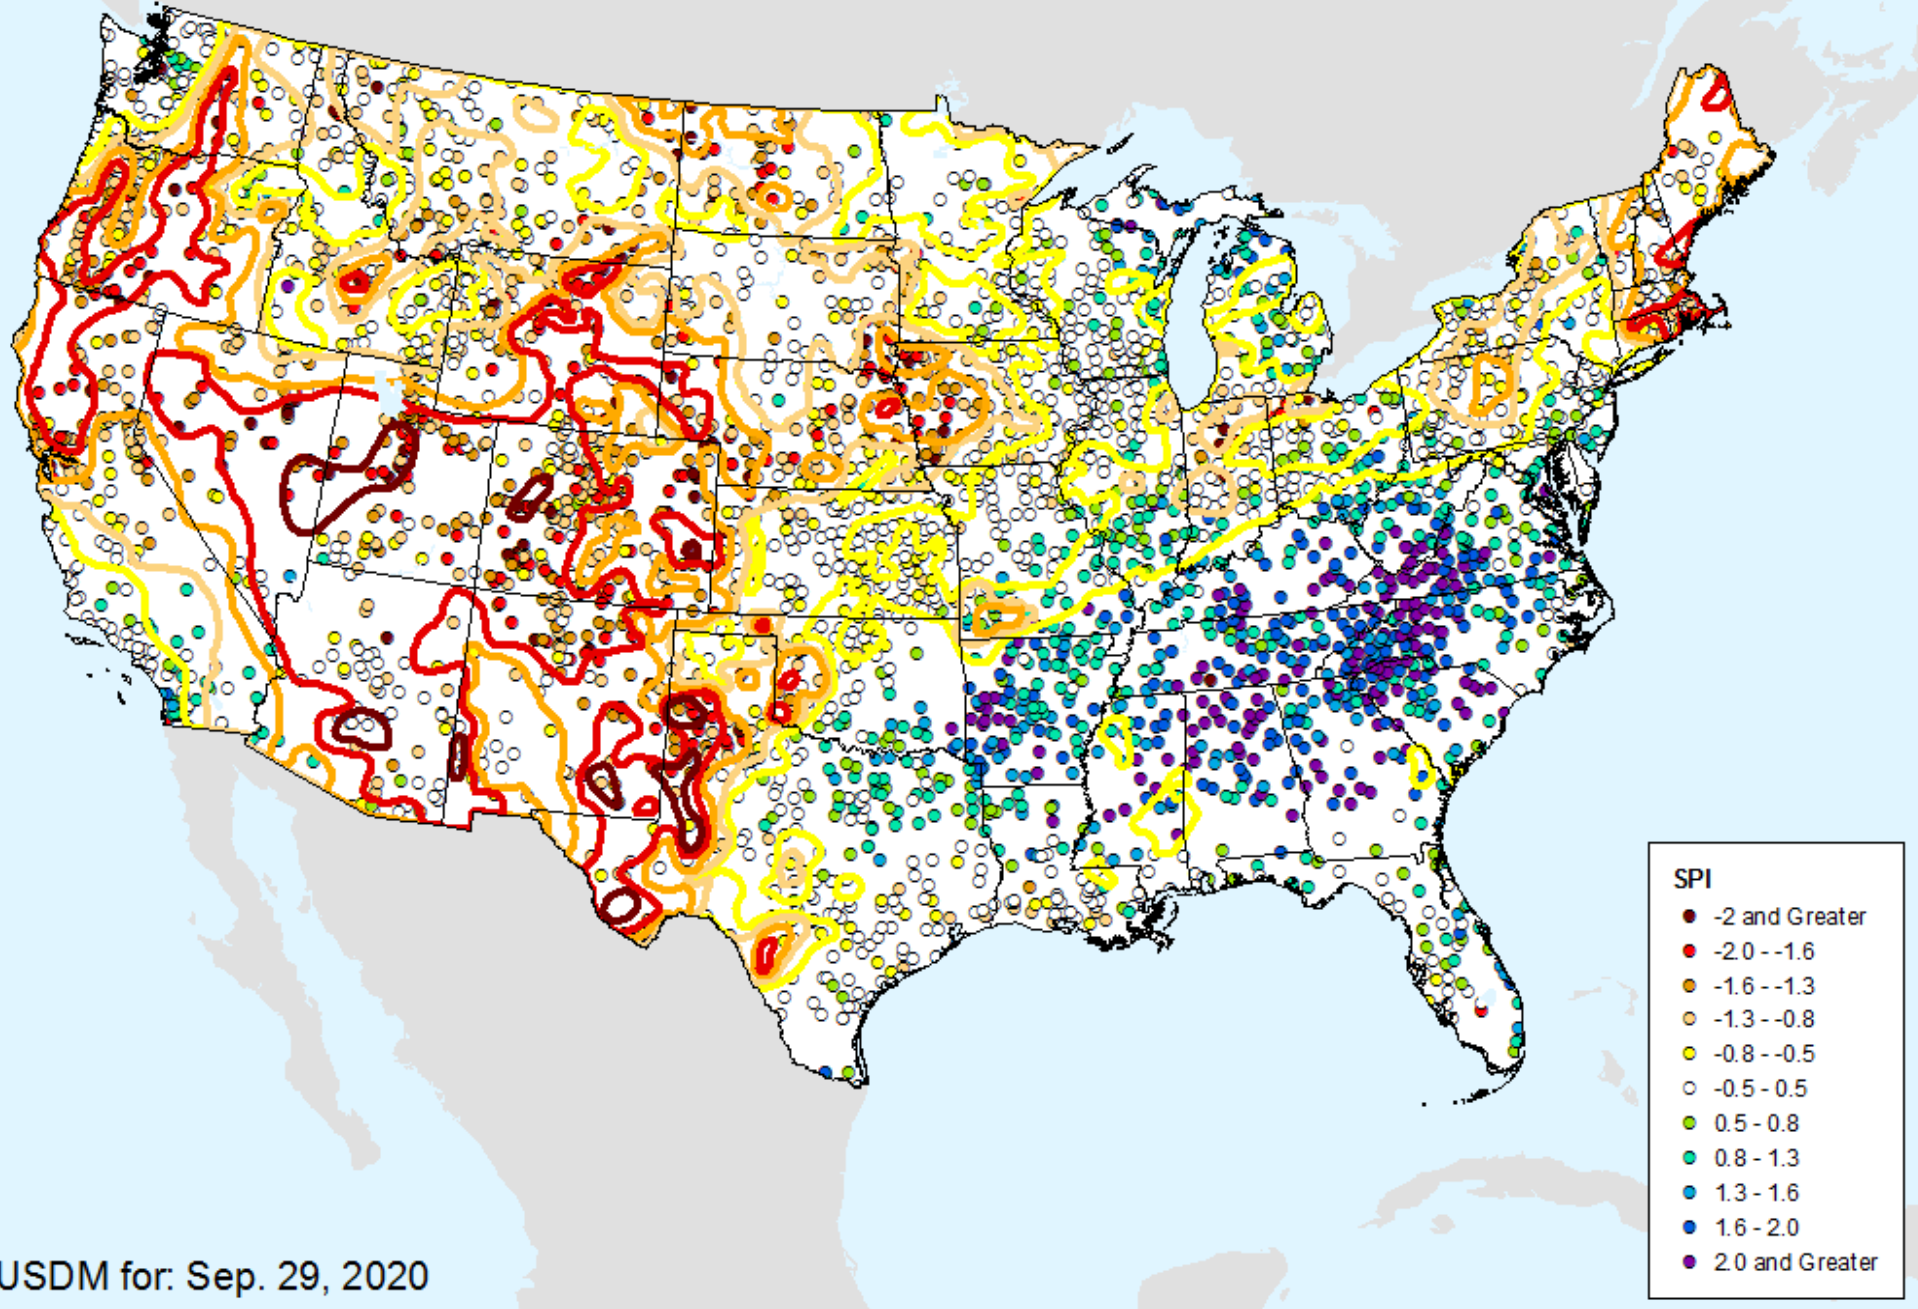 SPI
-2 and Greater
-2.0 - -1.6
-1.6 - -1.3
-1.3 - -0.8
-0.8 - -0.5
-0.5 - 0.5
0.5 - 0.8
0.8 - 1.3
1.3 - 1.6
1.6 - 2.0
2.0 and Greater
USDM for: Sep. 29, 2020